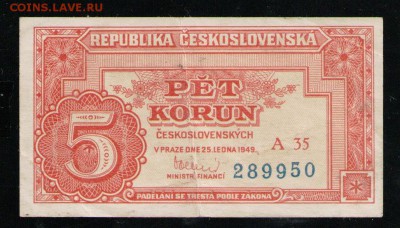 COINS.LAVE.RU
REPUBLIKA ČESKOSLOVENSKÁ
PĚT
KORUN
ČESKOSLOVENSKÝCH
V PRAZE DNE 25. LEDNA 1949.
A 35
5
289950
MINISTR FINANCÍ
PADĚLÁNÍ SE TRESTÁ PODLE ZÁKONA